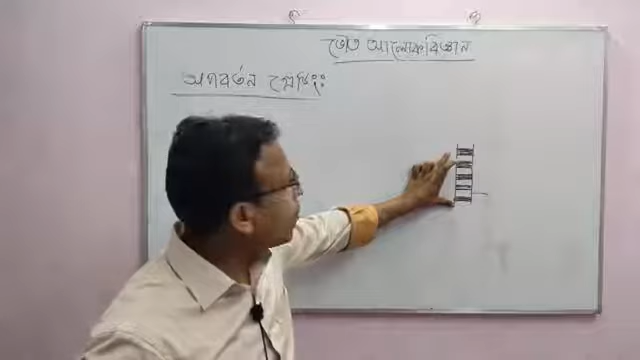 ভৌত আলোকবিজ্ঞান
অপবর্তন গ্রেটিংঃ